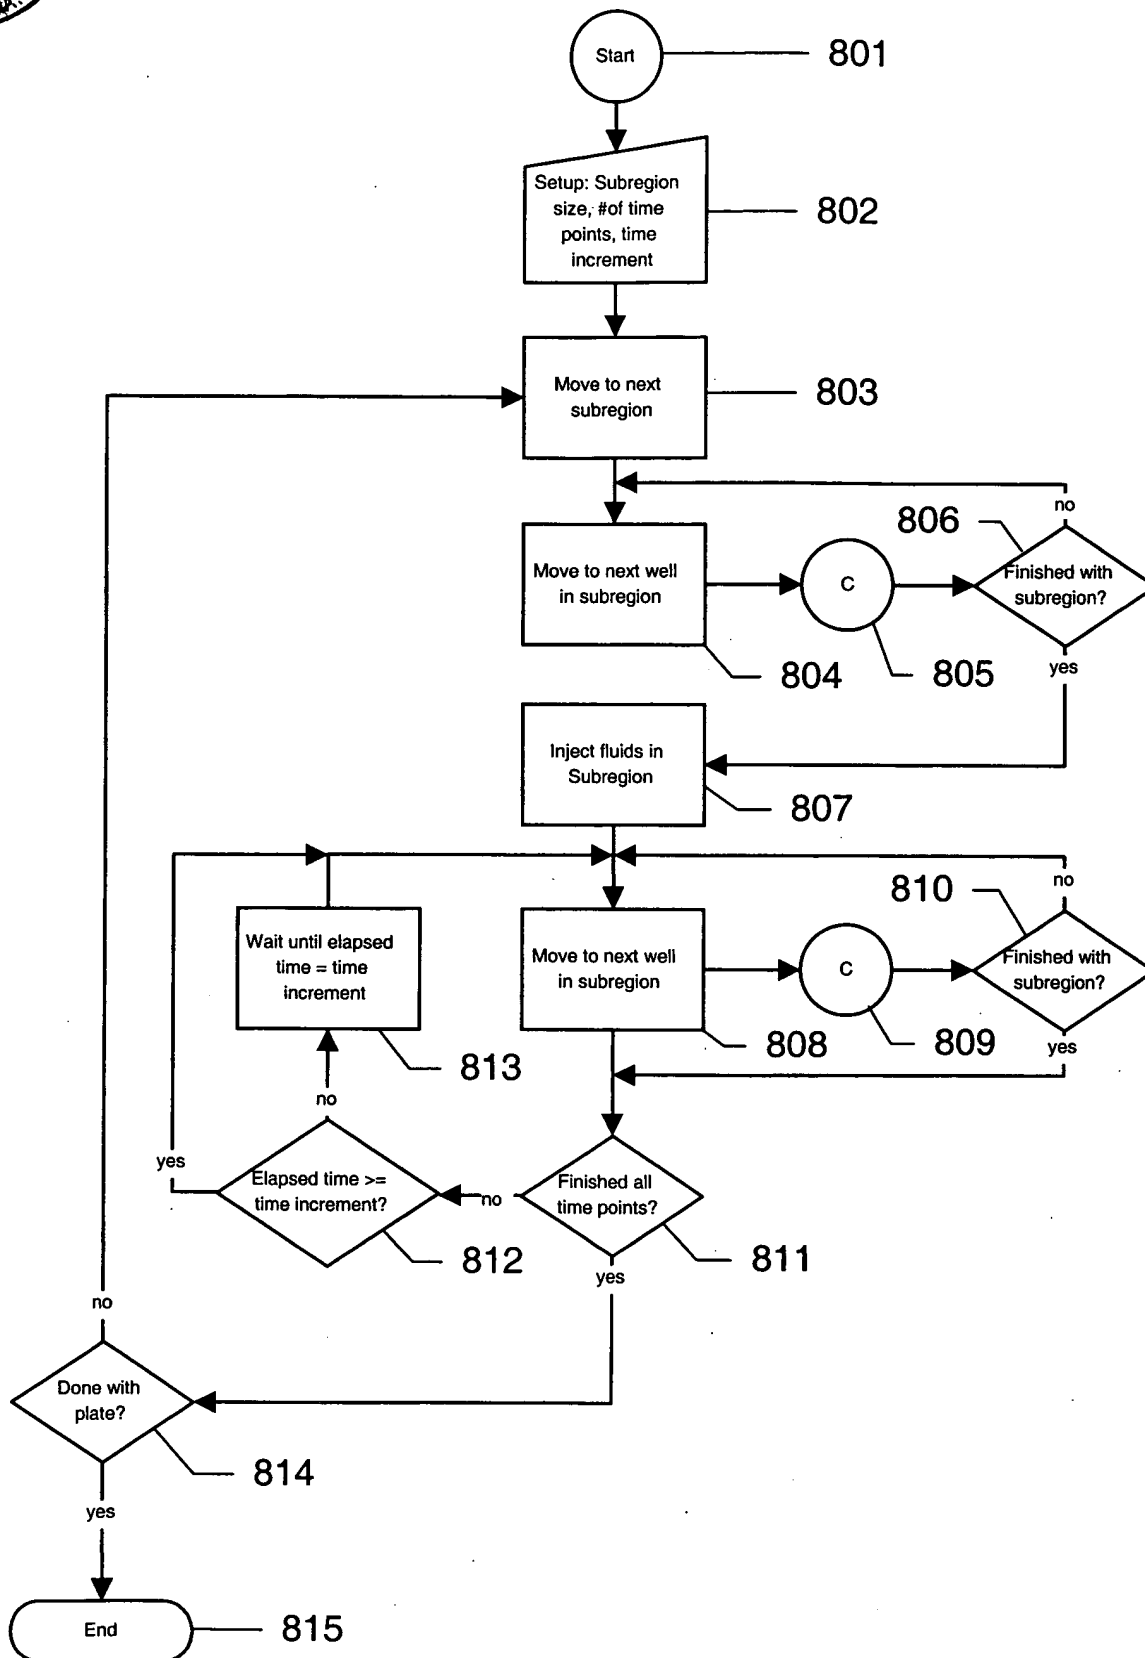 Start
801
Setup: Subregion
size, #of time
points, time
increment
802
Move to next
subregion
803
no
806
Move to next well
in subregion
C
Finished with
subregion?
804
805
yes
Inject fluids in
Subregion
807
no
810
Wait until elapsed
time = time
increment
Move to next well
in subregion
C
Finished with
subregion?
813
808
809
yes
no
yes
Elapsed time >=
time increment?
no
Finished all
time points?
812
811
yes
no
Done with
plate?
814
yes
End
815